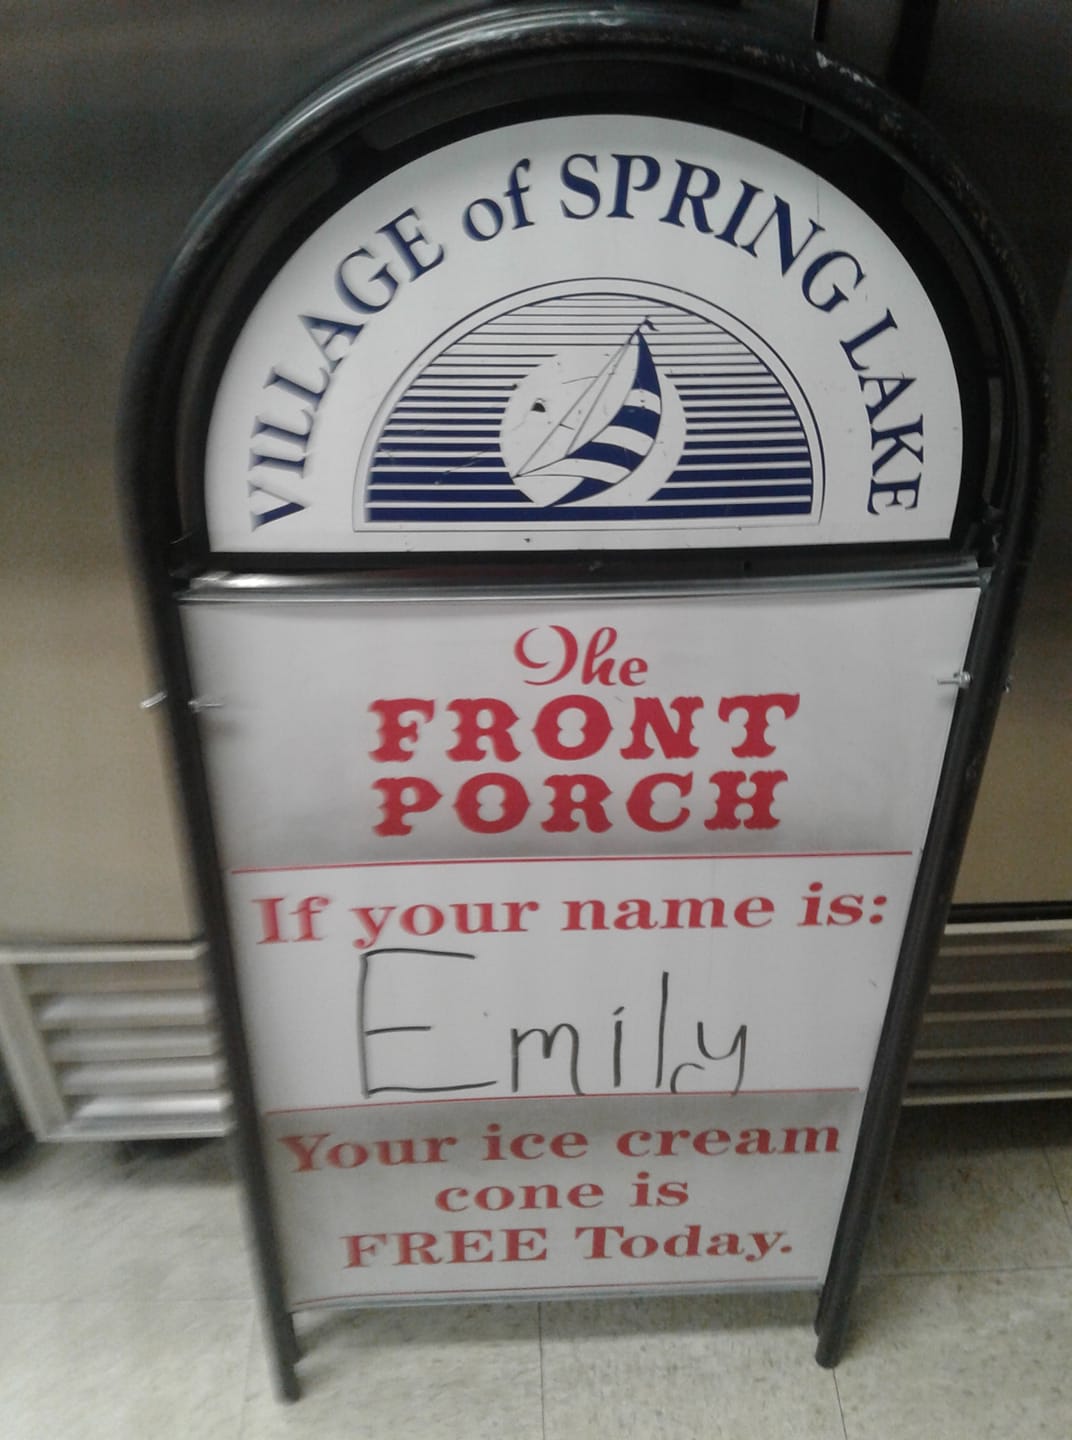 VILLAGE of SPRING LAKE
The
FRONT
PORCH
If your name is:
Emily
Your ice cream
cone is
FREE Today.